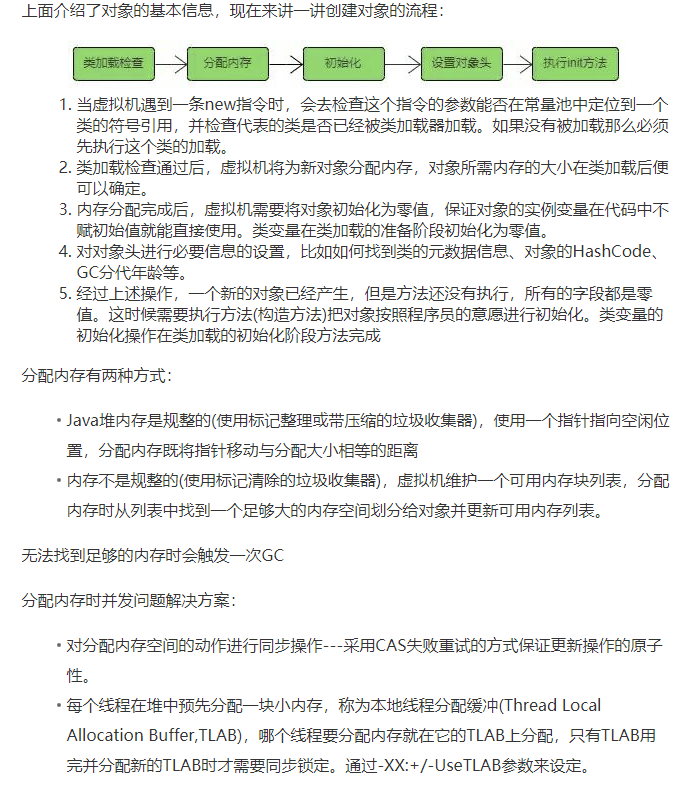 上面介绍了对象的基本信息，现在来讲一讲创建对象的流程：
类加载检查 分配内存 初始化 设置对象头 执行init方法
1. 当虚拟机遇到一条new指令时，会去检查这个指令的参数能否在常量池中定位到一个
类的符号引用，并检查代表的类是否已经被类加载器加载。如果没有被加载那么必须
先执行这个类的加载。
2. 类加载检查通过后，虚拟机将为新对象分配内存，对象所需内存的大小在类加载后便
可以确定。
3. 内存分配完成后，虚拟机需要将对象初始化为零值，保证对象的实例变量在代码中不
赋初始值就能直接使用。类变量在类加载的准备阶段初始化为零值。
4. 对对象头进行必要信息的设置，比如如何找到类的元数据信息、对象的HashCode、
GC分代年龄等。
5. 经过上述操作，一个新的对象已经产生，但是方法还没有执行，所有的字段都是零
值。这时候需要执行方法(构造方法)把对象按照程序员的意愿进行初始化。类变量的
初始化操作在类加载的初始化阶段方法完成
分配内存有两种方式：
• Java堆内存是规整的(使用标记整理或带压缩的垃圾收集器)，使用一个指针指向空闲位
置，分配内存既将指针移动与分配大小相等的距离
• 内存不是规整的(使用标记清除的垃圾收集器)，虚拟机维护一个可用内存块列表，分配
内存时从列表中找到一个足够大的内存空间划分给对象并更新可用内存列表。
无法找到足够的内存时会触发一次GC
分配内存时并发问题解决方案：
• 对分配内存空间的动作进行同步操作---采用CAS失败重试的方式保证更新操作的原子
性。
• 每个线程在堆中预先分配一块小内存，称为本地线程分配缓冲(Thread Local
Allocation Buffer,TLAB)，哪个线程要分配内存就在它的TLAB上分配，只有TLAB用
完并分配新的TLAB时才需要同步锁定。通过-XX:+/-UseTLAB参数来设定。